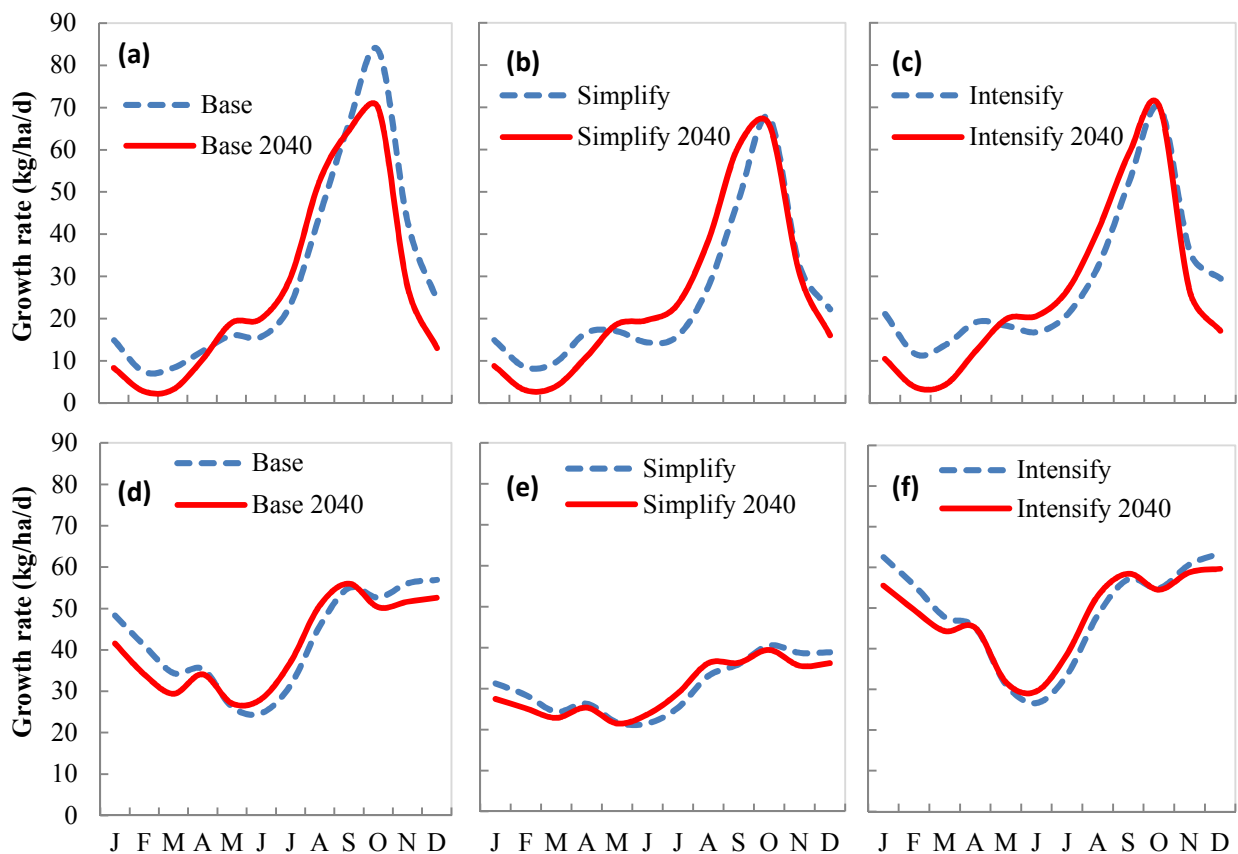 90
80
70
60
50
40
30
20
10
0
Growth rate (kg/ha/d)
(a)
Base
Base 2040
J F M A M J J A S O N D
(b)
Simplify
Simplify 2040
J F M A M J J A S O N D
(c)
Intensify
Intensify 2040
J F M A M J J A S O N D
90
80
70
60
50
40
30
20
10
0
Growth rate (kg/ha/d)
(d)
Base
Base 2040
J F M A M J J A S O N D
(e)
Simplify
Simplify 2040
J F M A M J J A S O N D
(f)
Intensify
Intensify 2040
J F M A M J J A S O N D